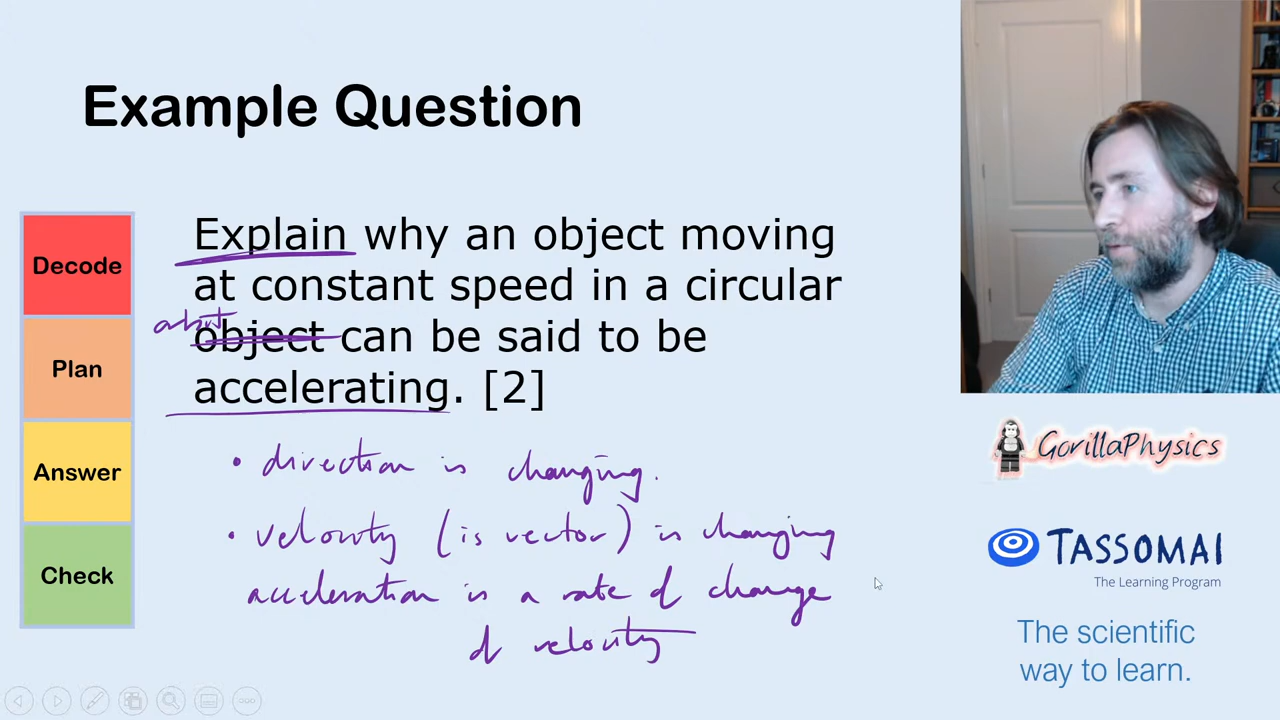 Example Question
Decode
Plan
Answer
Check
Explain why an object moving
at constant speed in a circular
object can be said to be
accelerating. [2]
• direction is changing.
• velocity (is vector) is changing
acceleration is a rate of change
of velocity
GorillaPhysics
TASSOMAI
The Learning Program
The scientific
way to learn.